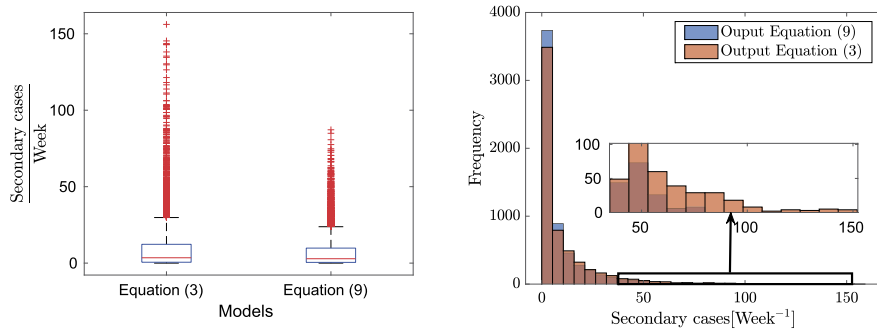 Secondary cases
Week
150
100
50
0
Equation (3)
Equation (9)
Models
Frequency
4000
3000
2000
1000
0
Ouput Equation (9)
Output Equation (3)
100
50
0
50
100
150
0
50
100
150
Secondary cases[Week⁻¹]